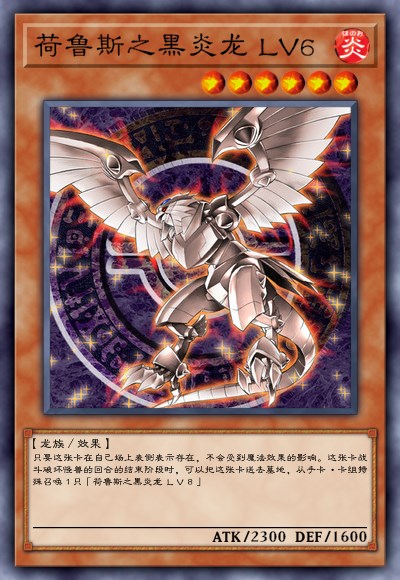 荷鲁斯之黑炎龙 LV6
ほのお
炎
【龙族／效果】
只要这张卡在自己场上表侧表示存在，不会受到魔法效果的影响。这张卡战
斗破坏怪兽的回合的结束阶段时，可以把这张卡送去墓地，从手卡·卡组特
殊召唤1只「荷鲁斯之黑炎龙 LV8」
ATK/2300 DEF/1600